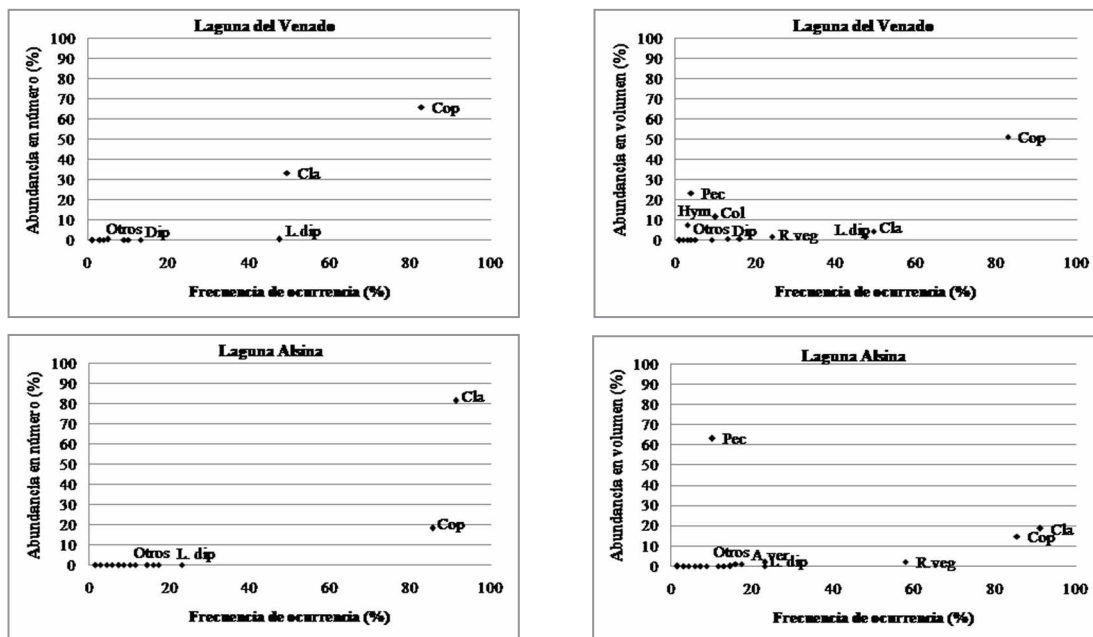 Laguna del Venado
Abundancia en número (%)
100
90
80
70
60
50
40
30
20
10
0
Cop
Cla
Otros Dip
L.dip
0 20 40 60 80 100
Frecuencia de ocurrencia (%)
Laguna del Venado
Abundancia en volumen (%)
100
90
80
70
60
50
40
30
20
10
0
Cop
Pec
Hym Col
Otros Dip R.veg L.dip Cla
0 20 40 60 80 100
Frecuencia de ocurrencia (%)
Laguna Alsina
Abundancia en número (%)
100
90
80
70
60
50
40
30
20
10
0
Cla
Cop
Otros L. dip
0 20 40 60 80 100
Frecuencia de ocurrencia (%)
Laguna Alsina
Abundancia en volumen (%)
100
90
80
70
60
50
40
30
20
10
0
Pec
Cla
Cop
Otros A.ver
L. dip R.veg
0 20 40 60 80 100
Frecuencia de ocurrencia (%)